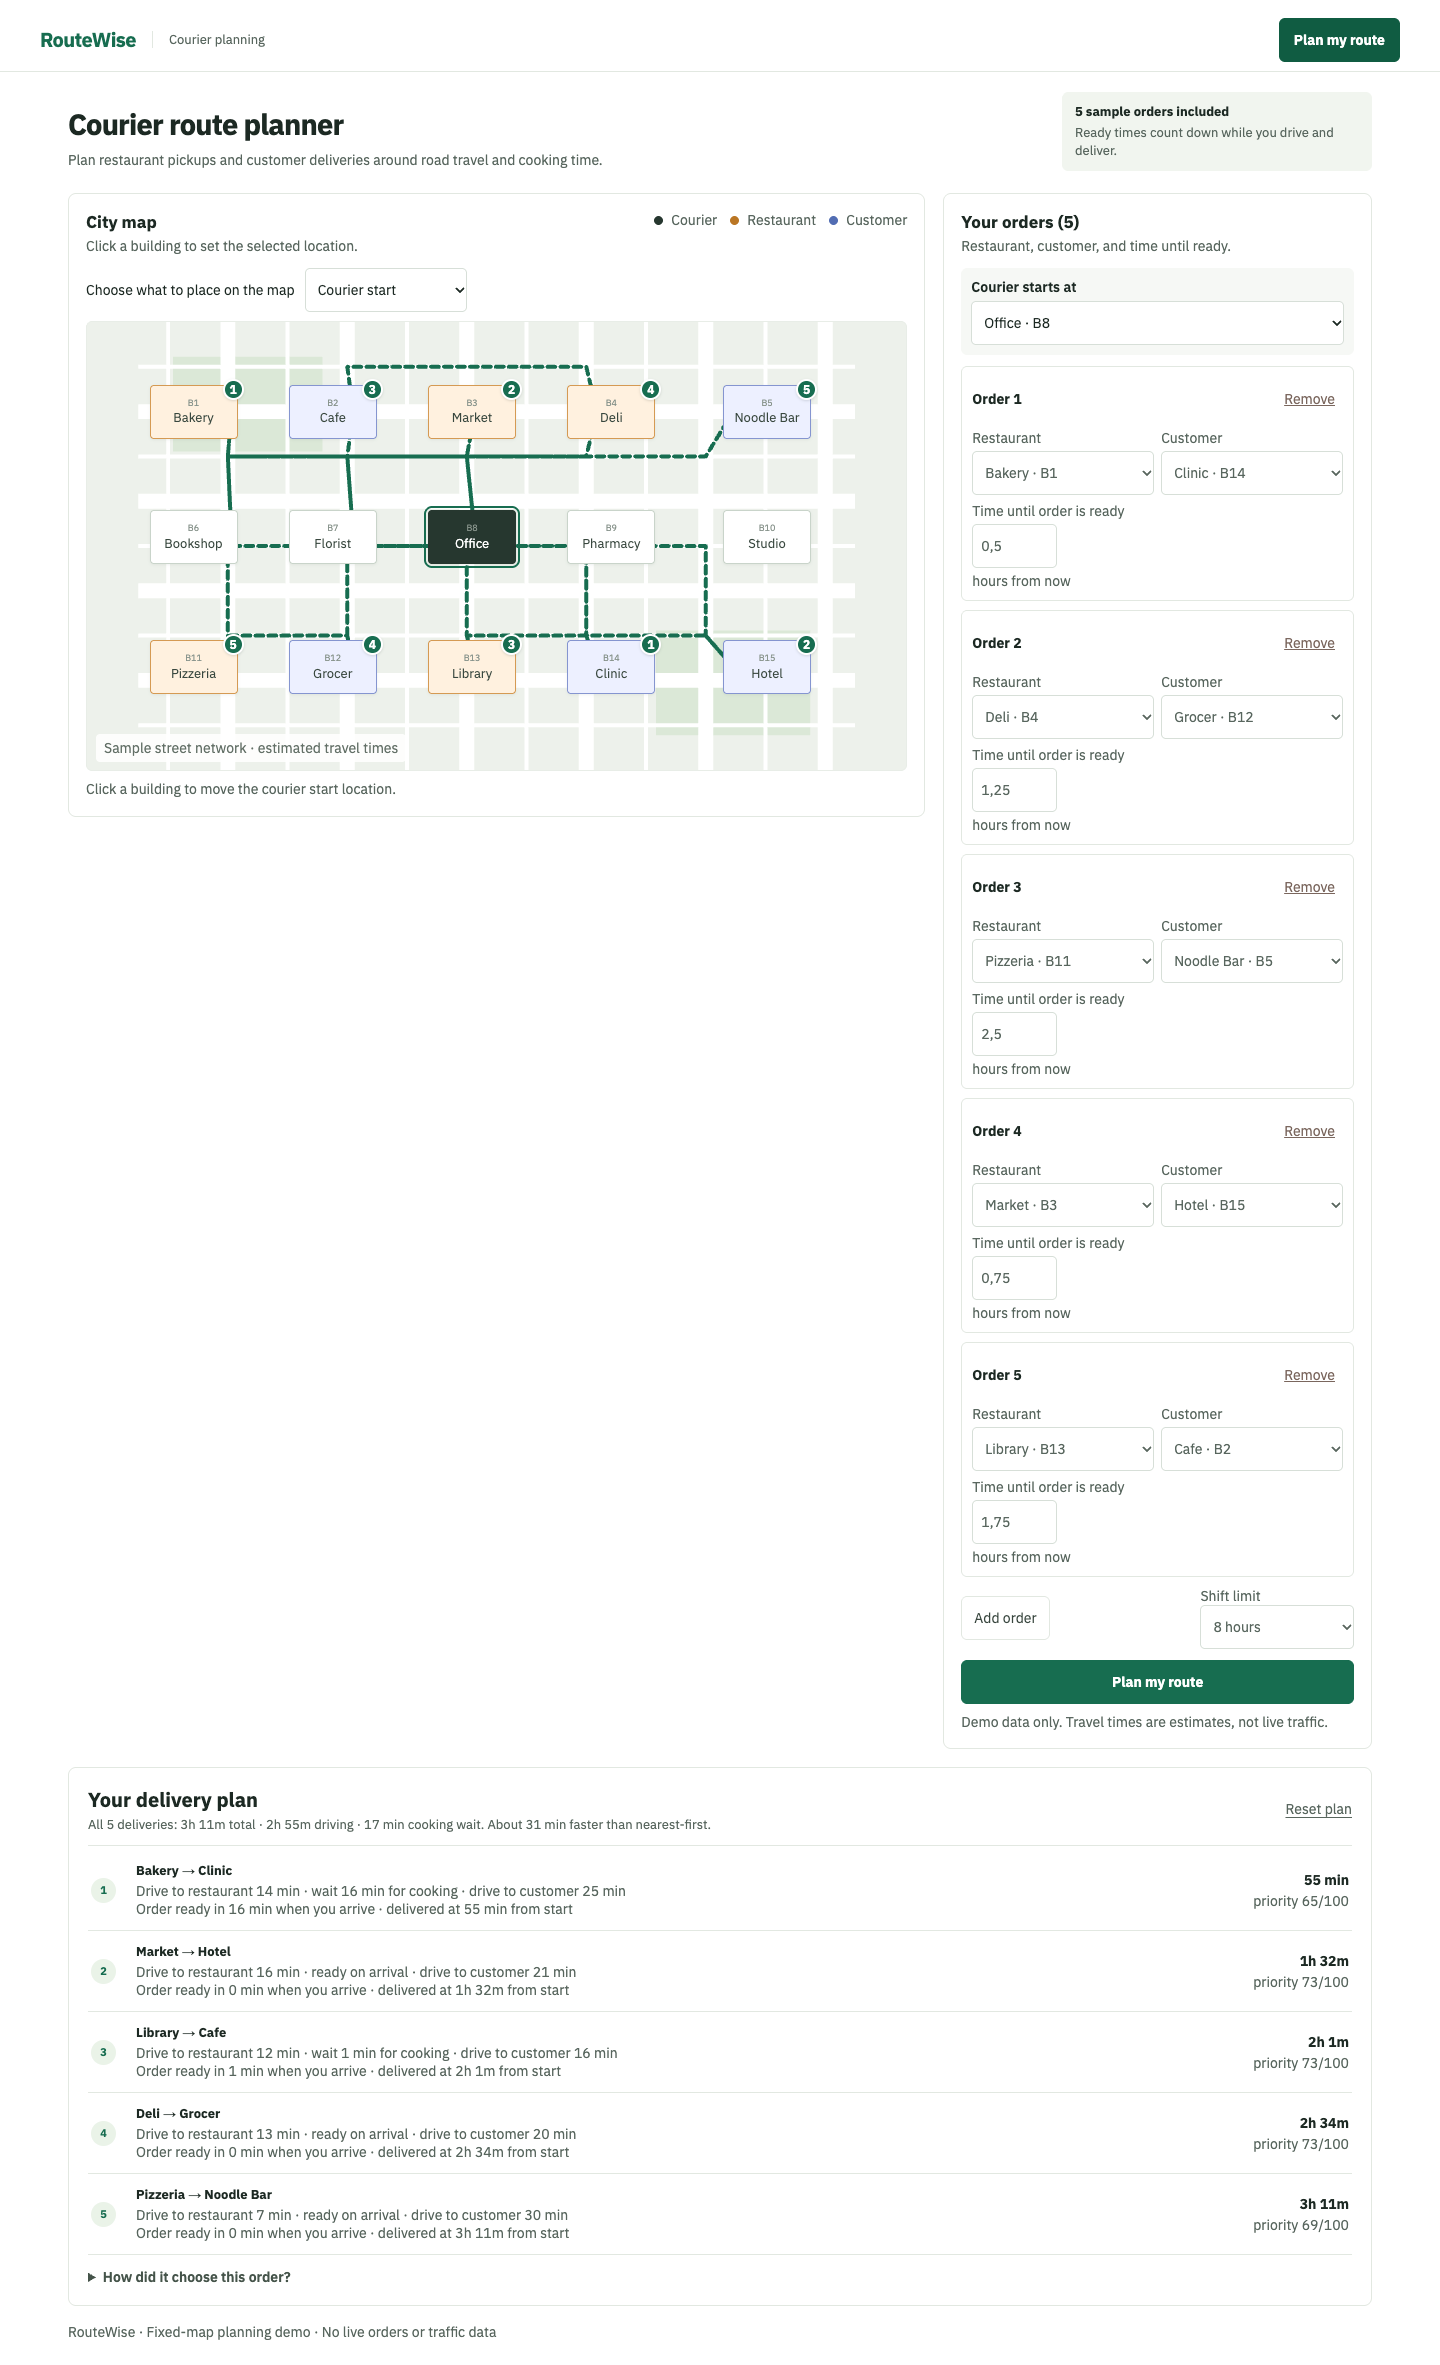 RouteWise
Courier planning
Plan my route
Courier route planner
Plan restaurant pickups and customer deliveries around road travel and cooking time.
5 sample orders included
Ready times count down while you drive and
deliver.
City map
Courier
Restaurant
Customer
Click a building to set the selected location.
Choose what to place on the map
Courier start
B1
Bakery
1
B2
Cafe
3
B3
Market
2
B4
Deli
4
B5
Noodle Bar
5
B6
Bookshop
B7
Florist
B8
Office
B9
Pharmacy
B10
Studio
B11
Pizzeria
5
B12
Grocer
4
B13
Library
3
B14
Clinic
1
B15
Hotel
2
Sample street network · estimated travel times
Click a building to move the courier start location.
Your orders (5)
Restaurant, customer, and time until ready.
Courier starts at
Office · B8
Order 1
Remove
Restaurant
Customer
Bakery · B1
Clinic · B14
Time until order is ready
0,5
hours from now
Order 2
Remove
Restaurant
Customer
Deli · B4
Grocer · B12
Time until order is ready
1,25
hours from now
Order 3
Remove
Restaurant
Customer
Pizzeria · B11
Noodle Bar · B5
Time until order is ready
2,5
hours from now
Order 4
Remove
Restaurant
Customer
Market · B3
Hotel · B15
Time until order is ready
0,75
hours from now
Order 5
Remove
Restaurant
Customer
Library · B13
Cafe · B2
Time until order is ready
1,75
hours from now
Add order
Shift limit
8 hours
Plan my route
Demo data only. Travel times are estimates, not live traffic.
Your delivery plan
All 5 deliveries: 3h 11m total · 2h 55m driving · 17 min cooking wait. About 31 min faster than nearest-first.
Reset plan
1
Bakery → Clinic
Drive to restaurant 14 min · wait 16 min for cooking · drive to customer 25 min
Order ready in 16 min when you arrive · delivered at 55 min from start
55 min
priority 65/100
2
Market → Hotel
Drive to restaurant 16 min · ready on arrival · drive to customer 21 min
Order ready in 0 min when you arrive · delivered at 1h 32m from start
1h 32m
priority 73/100
3
Library → Cafe
Drive to restaurant 12 min · wait 1 min for cooking · drive to customer 16 min
Order ready in 1 min when you arrive · delivered at 2h 1m from start
2h 1m
priority 73/100
4
Deli → Grocer
Drive to restaurant 13 min · ready on arrival · drive to customer 20 min
Order ready in 0 min when you arrive · delivered at 2h 34m from start
2h 34m
priority 73/100
5
Pizzeria → Noodle Bar
Drive to restaurant 7 min · ready on arrival · drive to customer 30 min
Order ready in 0 min when you arrive · delivered at 3h 11m from start
3h 11m
priority 69/100
▶ How did it choose this order?
RouteWise · Fixed-map planning demo · No live orders or traffic data